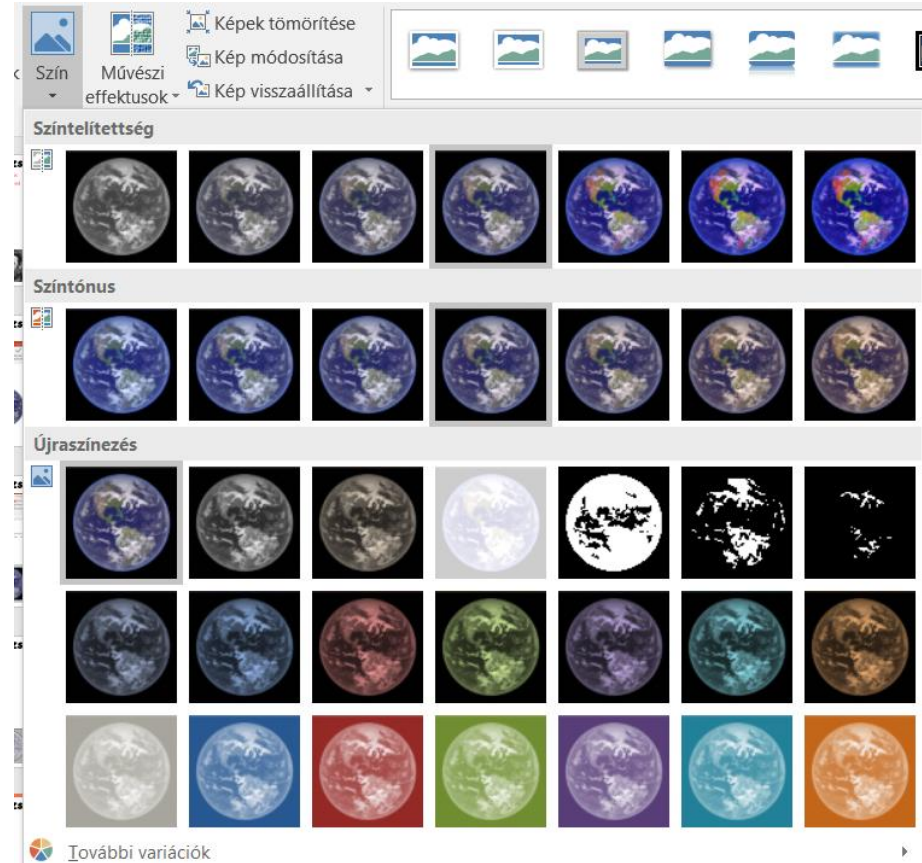 Szín
Művészi
effektusok
Képek tömörítése
Kép módosítása
Kép visszaállítása
Színtelítettség
Színtónus
Újraszínezés
További variációk